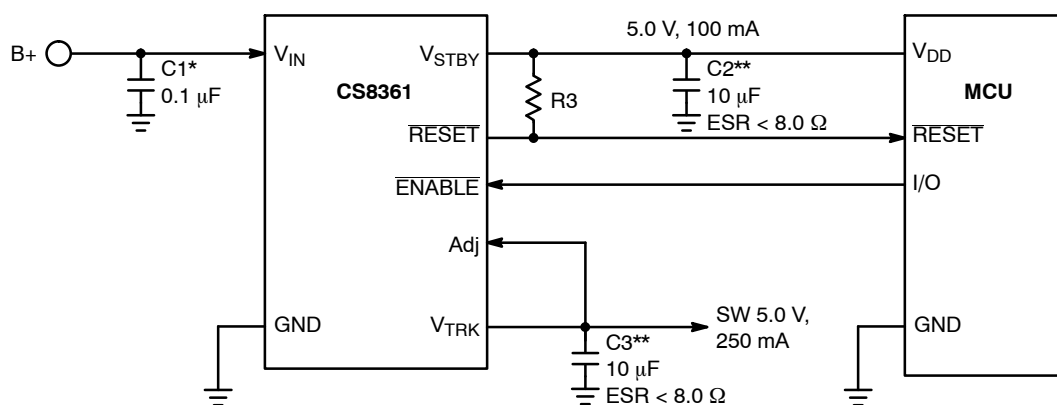 B+
C1*
0.1 μF
V_IN
CS8361
GND
V_STBY
RESET
ENABLE
Adj
V_TRK
5.0 V, 100 mA
R3
C2**
10 μF
ESR < 8.0 Ω
C3**
10 μF
ESR < 8.0 Ω
SW 5.0 V,
250 mA
V_DD
MCU
RESET
I/O
GND